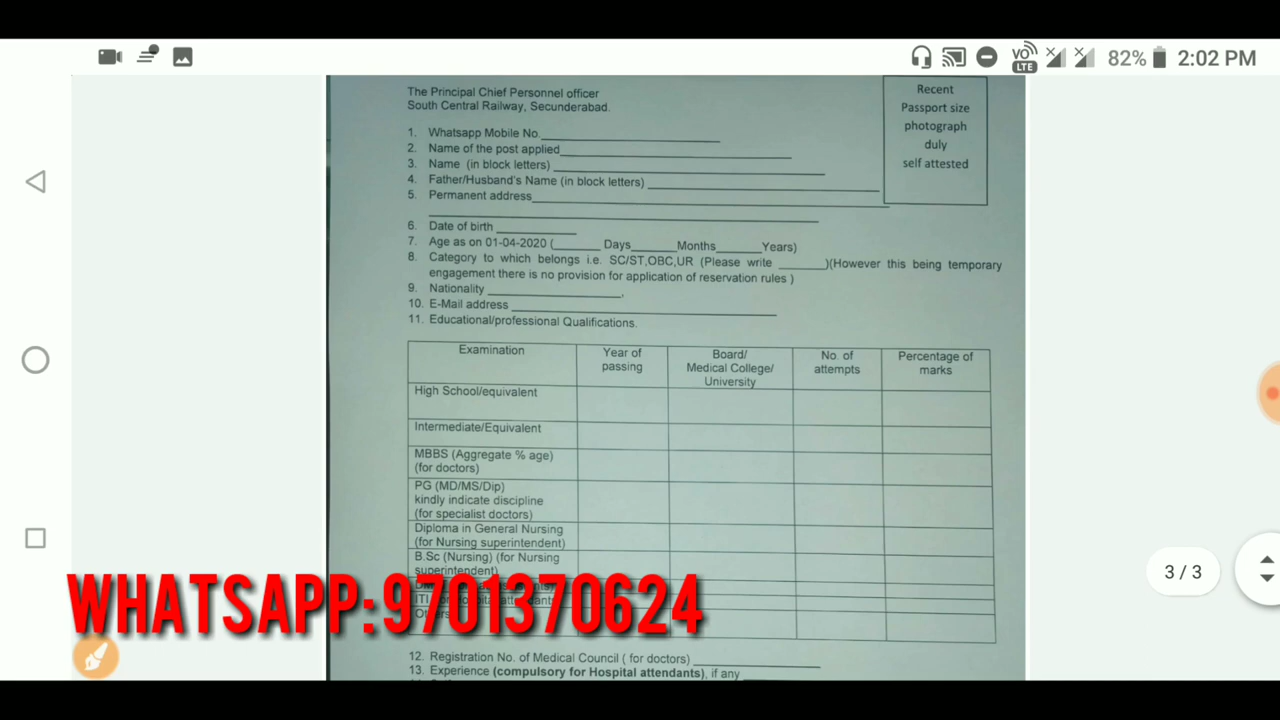 VO
LTE
82%
2:02 PM
The Principal Chief Personnel officer
South Central Railway, Secunderabad.
Recent
Passport size
photograph
duly
self attested
1. Whatsapp Mobile No.
2. Name of the post applied
3. Name (in block letters)
4. Father/Husband's Name (in block letters)
5. Permanent address
6. Date of birth
7. Age as on 01-04-2020 (______ Days______Months______Years)
8. Category to which belongs i.e. SC/ST,OBC,UR (Please write ______)(However this being temporary
engagement there is no provision for application of reservation rules )
9. Nationality
10. E-Mail address
11. Educational/professional Qualifications.
Examination
Year of
passing
Board/
Medical College/
University
No. of
attempts
Percentage of
marks
High School/equivalent
Intermediate/Equivalent
MBBS (Aggregate % age)
(for doctors)
PG (MD/MS/Dip)
kindly indicate discipline
(for specialist doctors)
Diploma in General Nursing
(for Nursing superintendent)
B.Sc (Nursing) (for Nursing
superintendent)
ITI
WHATSAPP:9701370624
3 / 3
12. Registration No. of Medical Council ( for doctors)
13. Experience (compulsory for Hospital attendants), if any